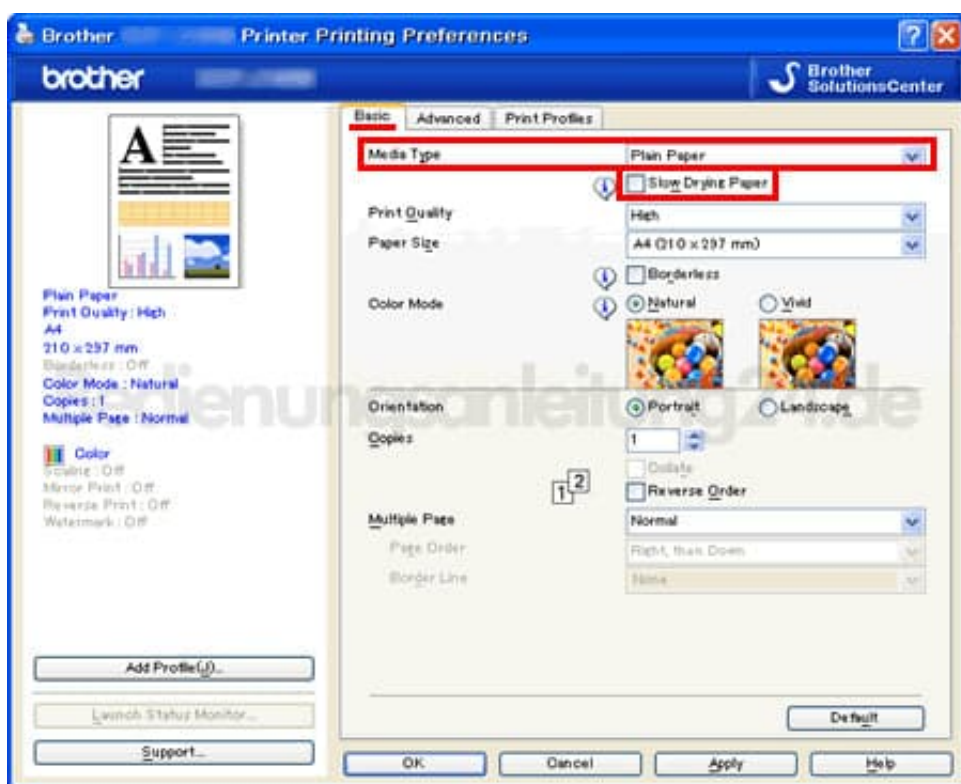 Brother Printer Printing Preferences
brother
Brother
SolutionsCenter
Basic Advanced Print Profiles
A
Media Type Plain Paper
Slow Drying Paper
Print Quality High
Paper Size A4 (210 x 297 mm)
Borderless
Color Mode Natural Vivid
Orientation Portrait Landscape
Copies 1
Collate
1 2 Reverse Order
Multiple Page Normal
Page Order Right, then Down
Border Line None
Plain Paper
Print Quality : High
A4
210 x 297 mm
Borderless : Off
Color Mode : Natural
Copies : 1
Multiple Page : Normal
Color
Scaling : Off
Mirror Print : Off
Reverse Print : Off
Watermark : Off
Add Profile(J)...
Launch Status Monitor...
Support...
Default
OK Cancel Apply Help
bedienungsanleitung24.de